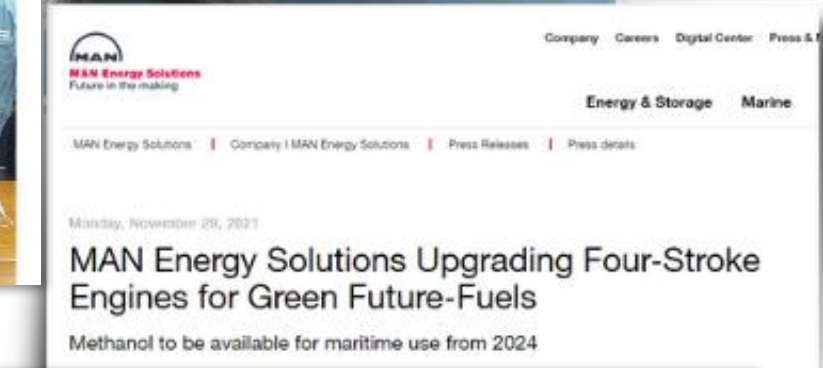 Company Careers Digital Center Press &
MAN
MAN Energy Solutions
Future in the making
Energy & Storage Marine
MAN Energy Solutions | Company I MAN Energy Solutions | Press Releases | Press details
Monday, November 29, 2021
MAN Energy Solutions Upgrading Four-Stroke
Engines for Green Future-Fuels
Methanol to be available for maritime use from 2024